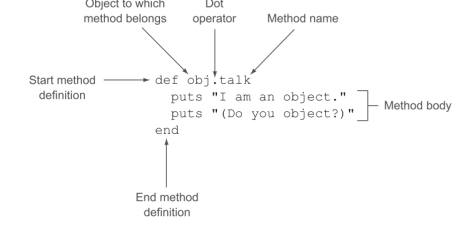 Object to which
method belongs
Dot
operator
Method name
Start method
definition
def obj.talk
puts "I am an object."
puts "(Do you object?)"
end
Method body
End method
definition